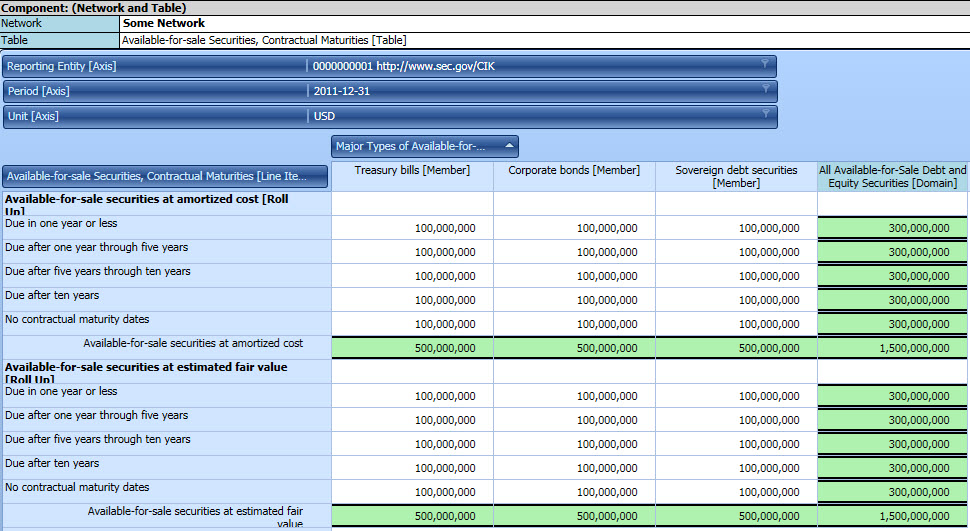 Component: (Network and Table)
Network Some Network
Table Available-for-sale Securities, Contractual Maturities [Table]
Reporting Entity [Axis] 0000000001 http://www.sec.gov/CIK
Period [Axis] 2011-12-31
Unit [Axis] USD
Major Types of Available-for-...
Available-for-sale Securities, Contractual Maturities [Line Ite... Treasury bills [Member] Corporate bonds [Member] Sovereign debt securities [Member] All Available-for-Sale Debt and Equity Securities [Domain]
Available-for-sale securities at amortized cost [Roll
Up]
Due in one year or less 100,000,000 100,000,000 100,000,000 300,000,000
Due after one year through five years 100,000,000 100,000,000 100,000,000 300,000,000
Due after five years through ten years 100,000,000 100,000,000 100,000,000 300,000,000
Due after ten years 100,000,000 100,000,000 100,000,000 300,000,000
No contractual maturity dates 100,000,000 100,000,000 100,000,000 300,000,000
Available-for-sale securities at amortized cost 500,000,000 500,000,000 500,000,000 1,500,000,000
Available-for-sale securities at estimated fair value
[Roll Up]
Due in one year or less 100,000,000 100,000,000 100,000,000 300,000,000
Due after one year through five years 100,000,000 100,000,000 100,000,000 300,000,000
Due after five years through ten years 100,000,000 100,000,000 100,000,000 300,000,000
Due after ten years 100,000,000 100,000,000 100,000,000 300,000,000
No contractual maturity dates 100,000,000 100,000,000 100,000,000 300,000,000
Available-for-sale securities at estimated fair
value 500,000,000 500,000,000 500,000,000 1,500,000,000